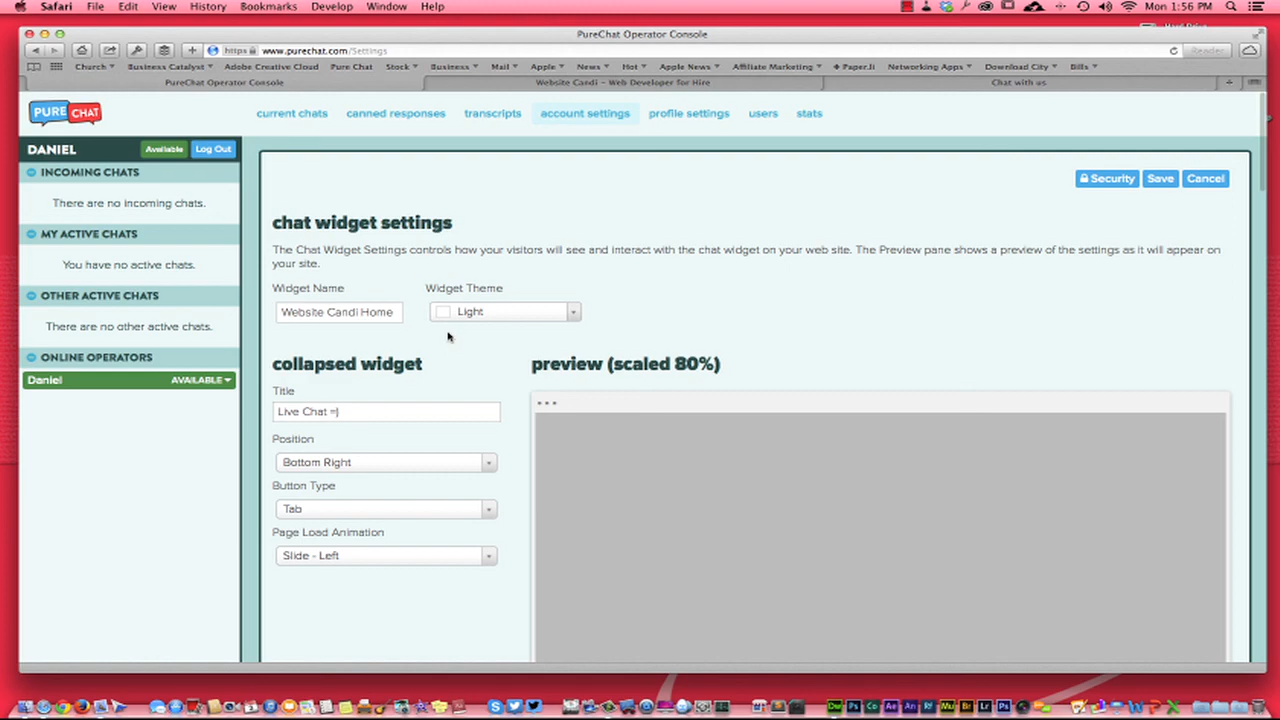 Safari File Edit View History Bookmarks Develop Window Help Mon 1:56 PM
PureChat Operator Console
https www.purechat.com/Settings Reader
Church Business Catalyst Adobe Creative Cloud Pure Chat Stock Business Mail Apple News Hot Apple News Affiliate Marketing Paper.li Networking Apps Download City Bills
PureChat Operator Console Website Candi - Web Developer for Hire Chat with us
PURE CHAT current chats canned responses transcripts account settings profile settings users stats
DANIEL Available Log Out
INCOMING CHATS
There are no incoming chats.
MY ACTIVE CHATS
You have no active chats.
OTHER ACTIVE CHATS
There are no other active chats.
ONLINE OPERATORS
Daniel AVAILABLE
Security Save Cancel
chat widget settings
The Chat Widget Settings controls how your visitors will see and interact with the chat widget on your web site. The Preview pane shows a preview of the settings as it will appear on
your site.
Widget Name Widget Theme
Website Candi Home Light
collapsed widget preview (scaled 80%)
Title
Live Chat =)
Position
Bottom Right
Button Type
Tab
Page Load Animation
Slide - Left